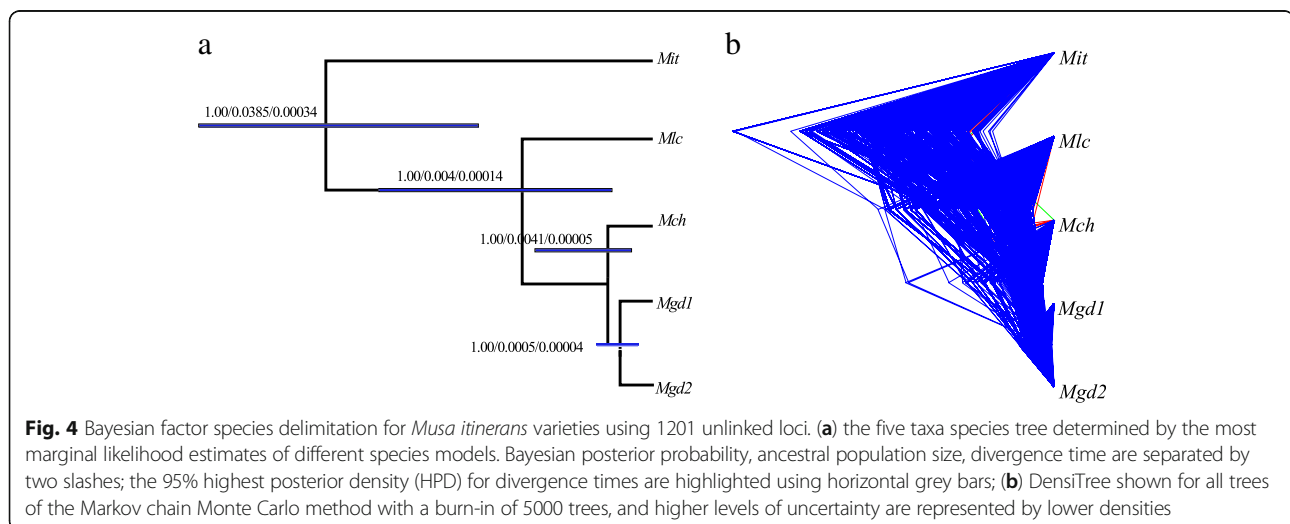 a
b
Mit
1.00/0.0385/0.00034
Mlc
1.00/0.004/0.00014
Mch
1.00/0.0041/0.00005
Mgd1
1.00/0.0005/0.00004
Mgd2
Mit
Mlc
Mch
Mgd1
Mgd2
Fig. 4 Bayesian factor species delimitation for Musa itinerans varieties using 1201 unlinked loci. (a) the five taxa species tree determined by the most
marginal likelihood estimates of different species models. Bayesian posterior probability, ancestral population size, divergence time are separated by
two slashes; the 95% highest posterior density (HPD) for divergence times are highlighted using horizontal grey bars; (b) DensiTree shown for all trees
of the Markov chain Monte Carlo method with a burn-in of 5000 trees, and higher levels of uncertainty are represented by lower densities